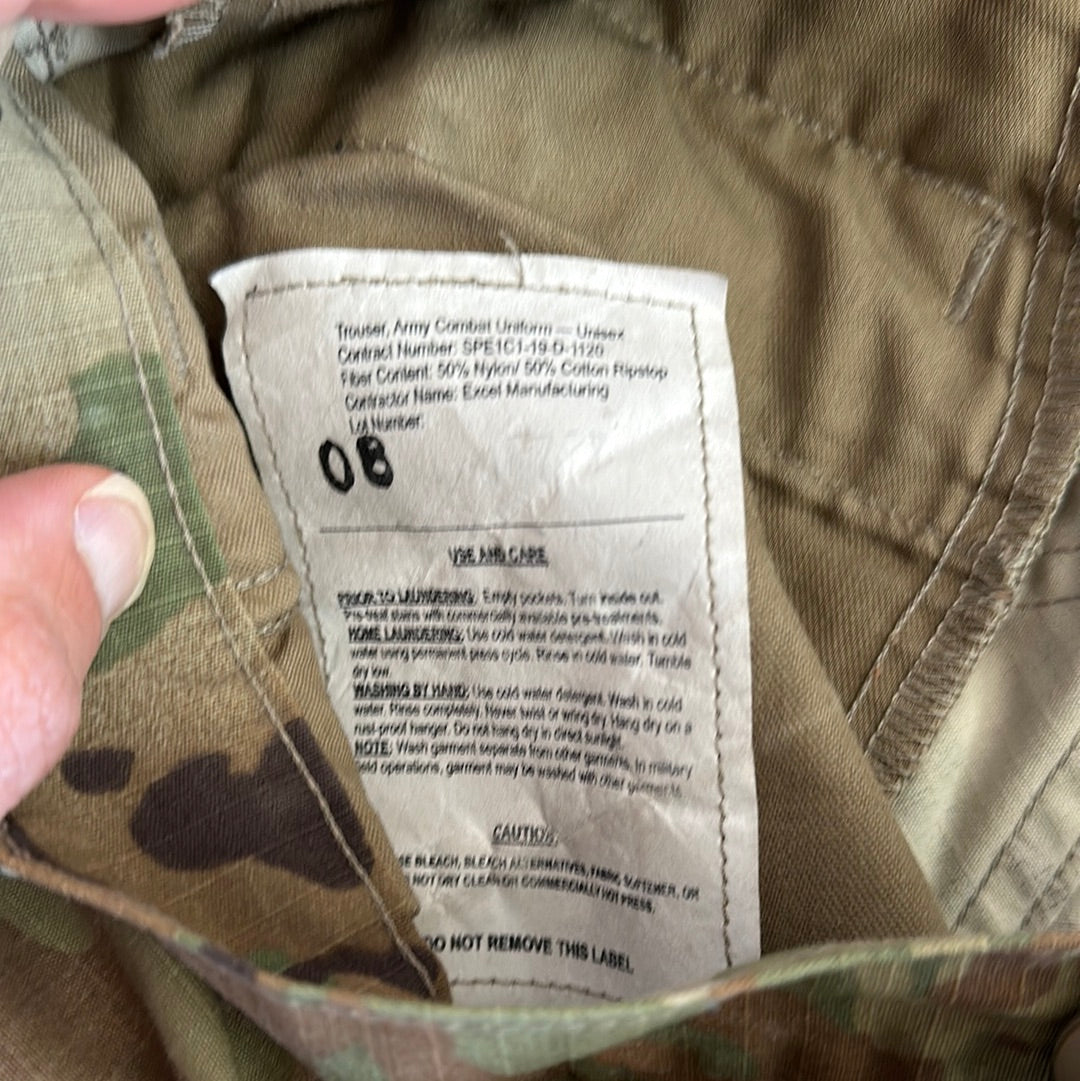 Trouser, Army Combat Uniform — Unisex
Contract Number: SPE1C1-19-D-1120
Fiber Content: 50% Nylon/ 50% Cotton Ripstop
Contractor Name: Excel Manufacturing
Lot Number:
08
USE AND CARE
PRIOR TO LAUNDERING: Empty pockets. Turn inside out.
Pre-treat stains with commercially available pre-treatments.
HOME LAUNDERING: Use cold water detergent. Wash in cold
water using permanent press cycle. Rinse in cold water. Tumble
dry low.
WASHING BY HAND: Use cold water detergent. Wash in cold
water. Rinse completely. Never twist or wring dry. Hang dry on a
rust-proof hanger. Do not hang dry in direct sunlight.
NOTE: Wash garment separate from other garments. In military
operations, garment may be washed with other garments.
CAUTION:
BLEACH, BLEACH ALTERNATIVES, FABRIC SOFTENER, OR
NOT DRY CLEAN OR COMMERCIALLY HOT PRESS.
DO NOT REMOVE THIS LABEL